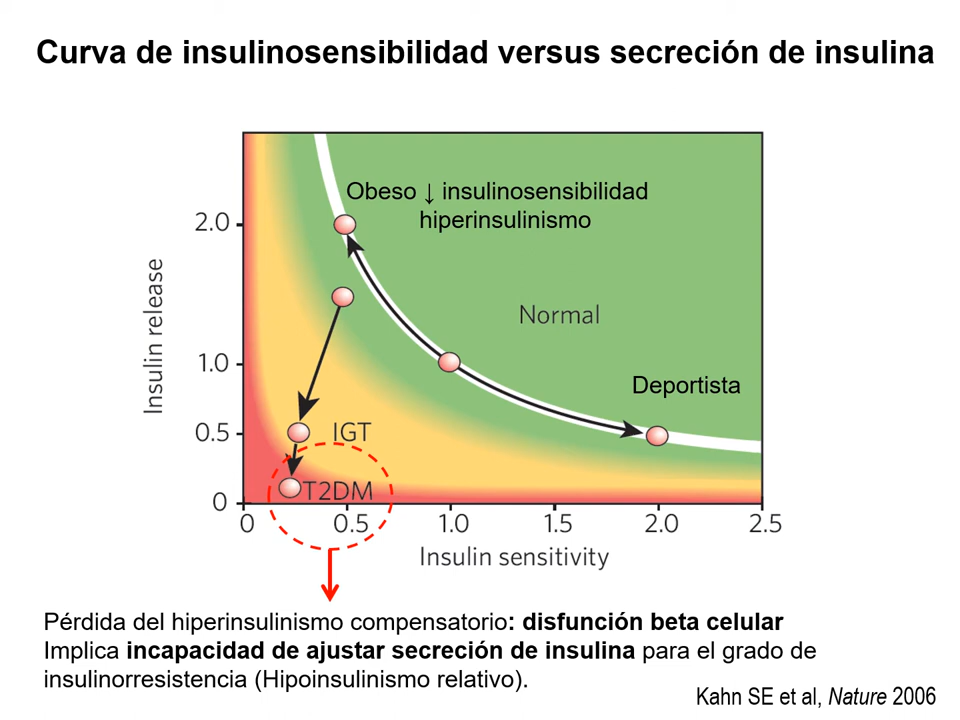 Curva de insulinosensibilidad versus secreción de insulina
Obeso ↓ insulinosensibilidad
hiperinsulinismo
2.0
Insulin release
Normal
1.0
Deportista
0.5
IGT
T2DM
0
0 0.5 1.0 1.5 2.0 2.5
Insulin sensitivity
Pérdida del hiperinsulinismo compensatorio: disfunción beta celular
Implica incapacidad de ajustar secreción de insulina para el grado de
insulinorresistencia (Hipoinsulinismo relativo).
Kahn SE et al, Nature 2006